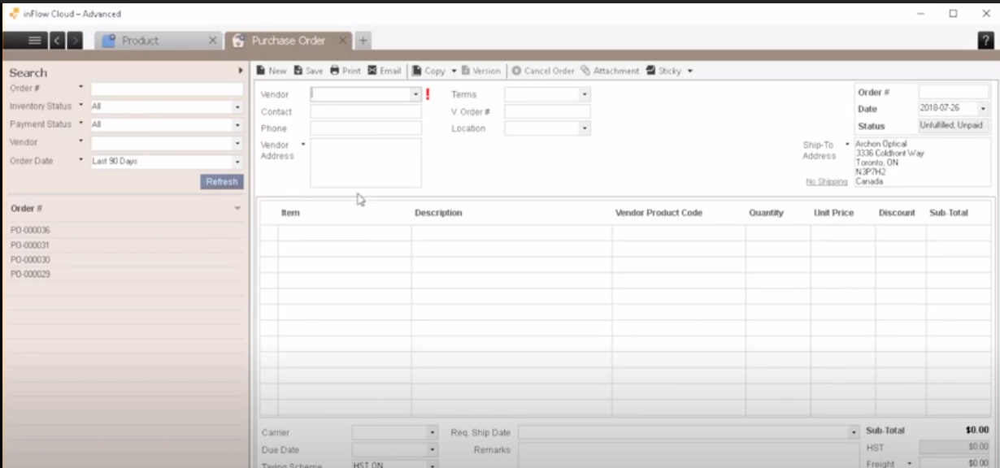 inFlow Cloud – Advanced
Product
Purchase Order
?
Search
Order #
Inventory Status All
Payment Status All
Vendor
Order Date Last 90 Days
Refresh
Order #
PO-000036
PO-000031
PO-000030
PO-000029
New Save Print Email Copy Version Cancel Order Attachment Sticky
Vendor ! Terms
Contact V. Order #
Phone Location
Vendor
Address
Order #
Date 2018-07-26
Status Unfulfilled, Unpaid
Ship-To
Address
No Shipping
Archon Optical
3336 Coldfront Way
Toronto, ON
N3P7H2
Canada
Item Description Vendor Product Code Quantity Unit Price Discount Sub-Total
Carrier Req. Ship Date Sub-Total $0.00
Due Date Remarks HST $0.00
Taxing Scheme HST ON Freight $0.00